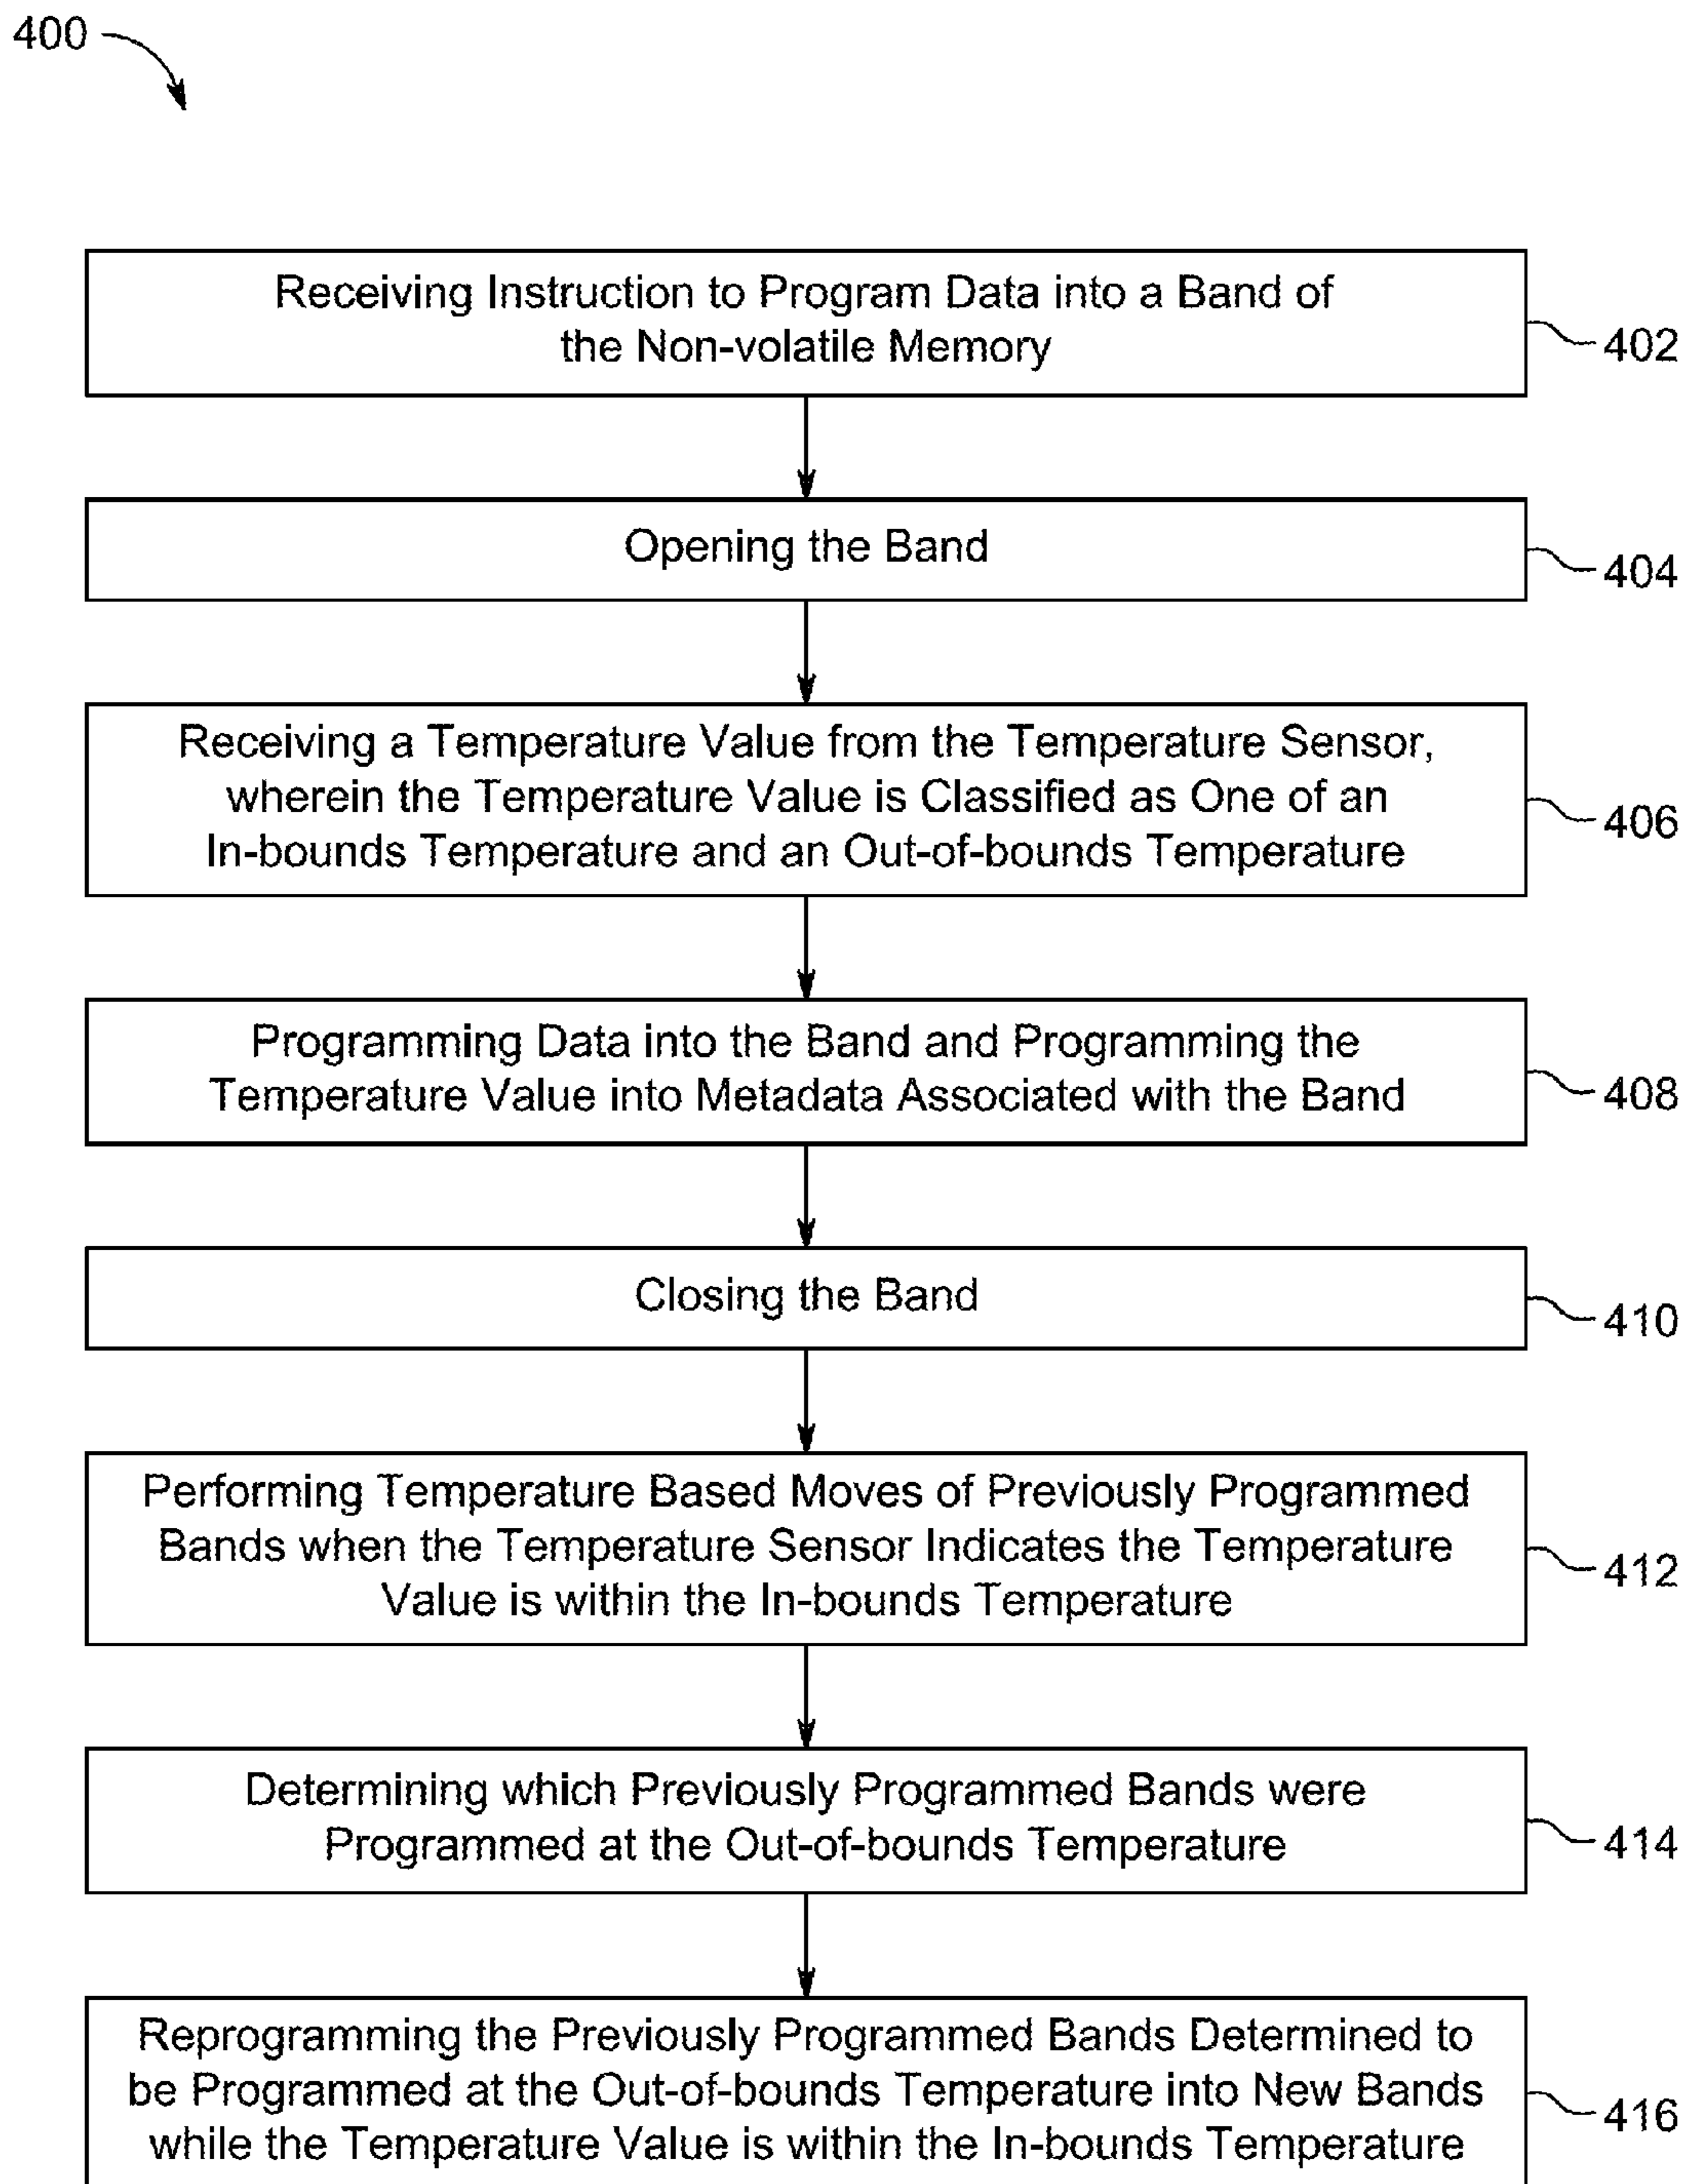 400
Receiving Instruction to Program Data into a Band of
the Non-volatile Memory
402
Opening the Band
404
Receiving a Temperature Value from the Temperature Sensor,
wherein the Temperature Value is Classified as One of an
In-bounds Temperature and an Out-of-bounds Temperature
406
Programming Data into the Band and Programming the
Temperature Value into Metadata Associated with the Band
408
Closing the Band
410
Performing Temperature Based Moves of Previously Programmed
Bands when the Temperature Sensor Indicates the Temperature
Value is within the In-bounds Temperature
412
Determining which Previously Programmed Bands were
Programmed at the Out-of-bounds Temperature
414
Reprogramming the Previously Programmed Bands Determined to
be Programmed at the Out-of-bounds Temperature into New Bands
while the Temperature Value is within the In-bounds Temperature
416